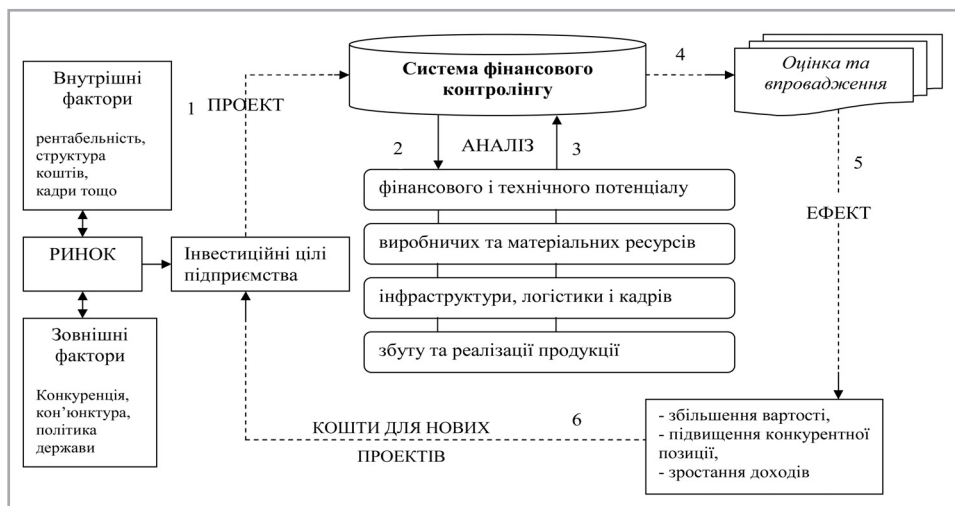 Внутрішні
фактори
рентабельність,
структура
коштів,
кадри тощо
РИНОК
Зовнішні
фактори
Конкуренція,
кон’юнктура,
політика
держави
Інвестиційні цілі
підприємства
1 ПРОЕКТ
Система фінансового
контролінгу
2 АНАЛІЗ 3
фінансового і технічного потенціалу
виробничих та матеріальних ресурсів
інфраструктури, логістики і кадрів
збуту та реалізації продукції
4
Оцінка та
впровадження
5
ЕФЕКТ
- збільшення вартості,
- підвищення конкурентної
позиції,
- зростання доходів
6
КОШТИ ДЛЯ НОВИХ
ПРОЕКТІВ